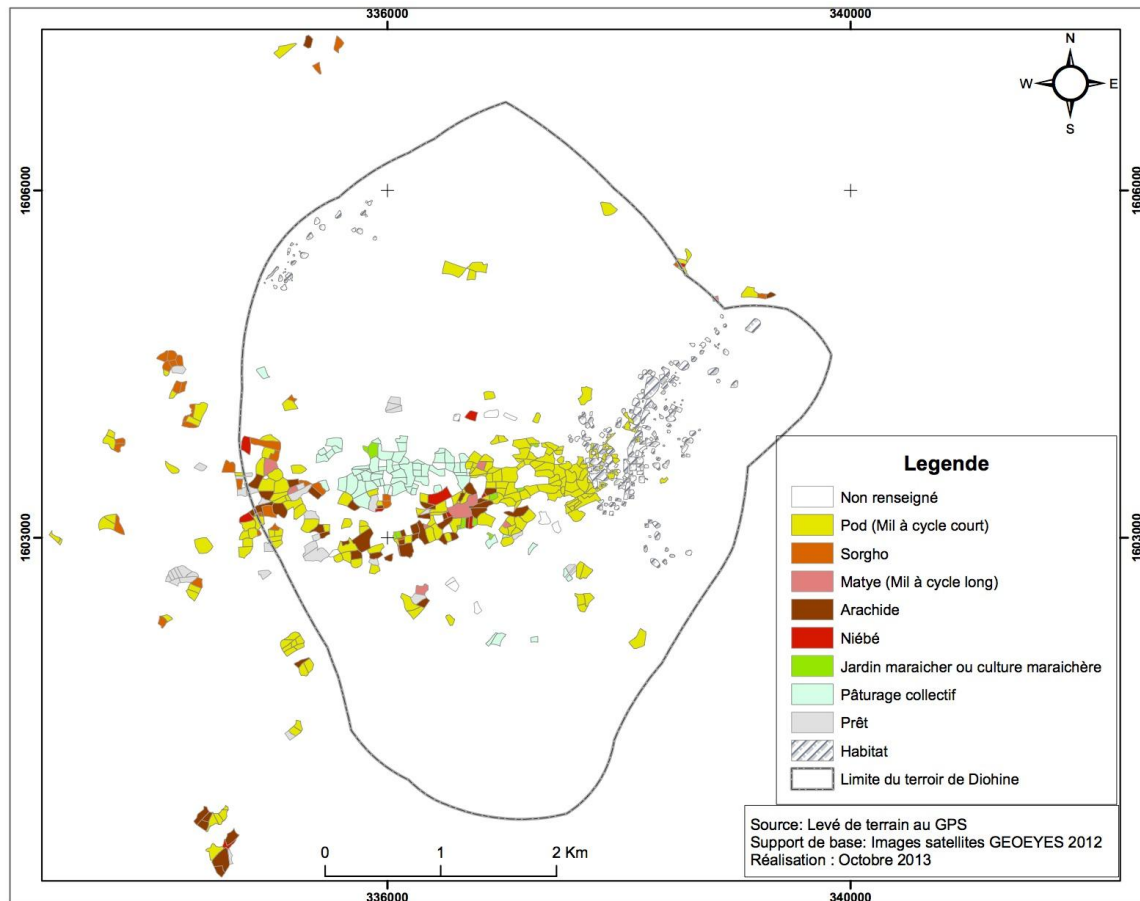 336000
340000
N
W
E
S
1606000
1606000
1603000
1603000
Legende
Non renseigné
Pod (Mil à cycle court)
Sorgho
Matye (Mil à cycle long)
Arachide
Niébé
Jardin maraicher ou culture maraichère
Pâturage collectif
Prêt
Habitat
Limite du terroir de Diohine
Source: Levé de terrain au GPS
Support de base: Images satellites GEOEYES 2012
Réalisation : Octobre 2013
0 1 2 Km
336000
340000